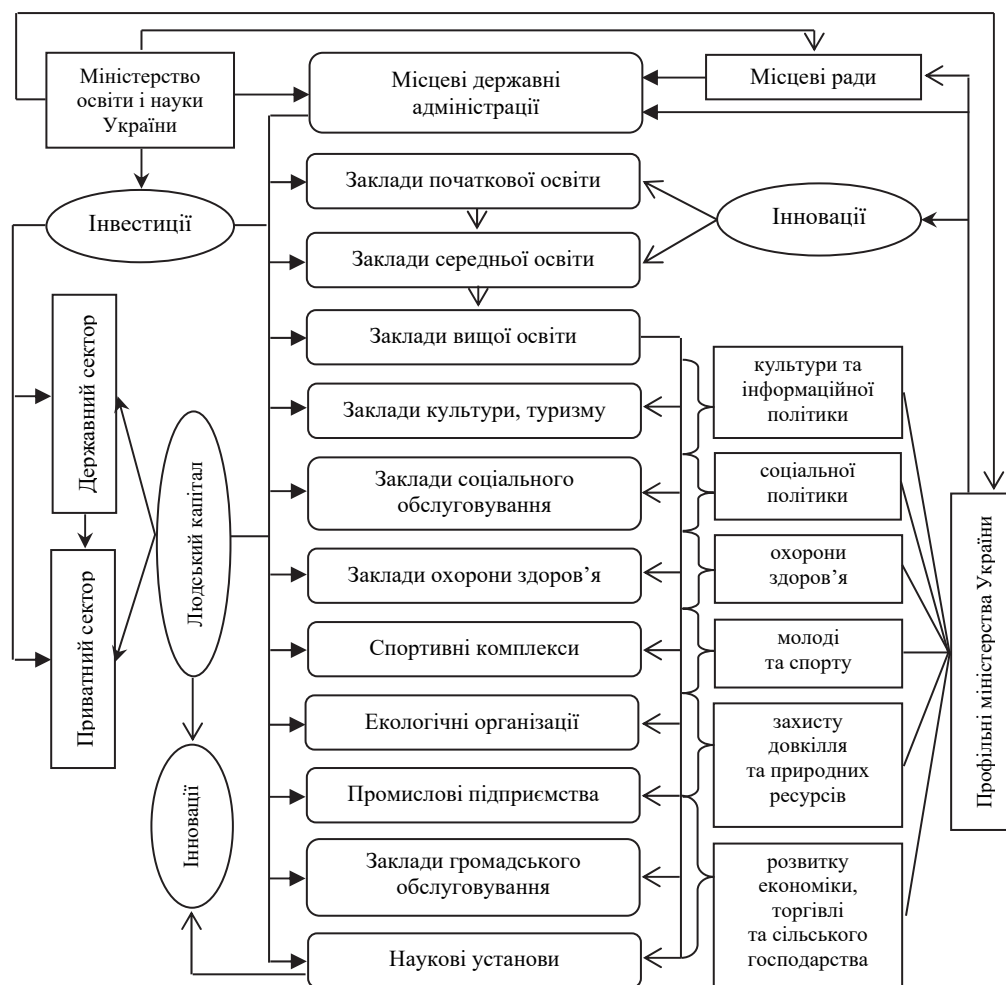 Міністерство
освіти і науки
України
Місцеві державні
адміністрації
Місцеві ради
Інвестиції
Заклади початкової освіти
Інновації
Заклади середньої освіти
Державний сектор
Приватний сектор
Людський капітал
Інновації
Заклади вищої освіти
Заклади культури, туризму
Заклади соціального
обслуговування
Заклади охорони здоров’я
Спортивні комплекси
Екологічні організації
Промислові підприємства
Заклади громадського
обслуговування
Наукові установи
культури та
інформаційної
політики
соціальної
політики
охорони
здоров’я
молоді
та спорту
захисту
довкілля
та природних
ресурсів
розвитку
економіки,
торгівлі
та сільського
господарства
Профільні міністерства України